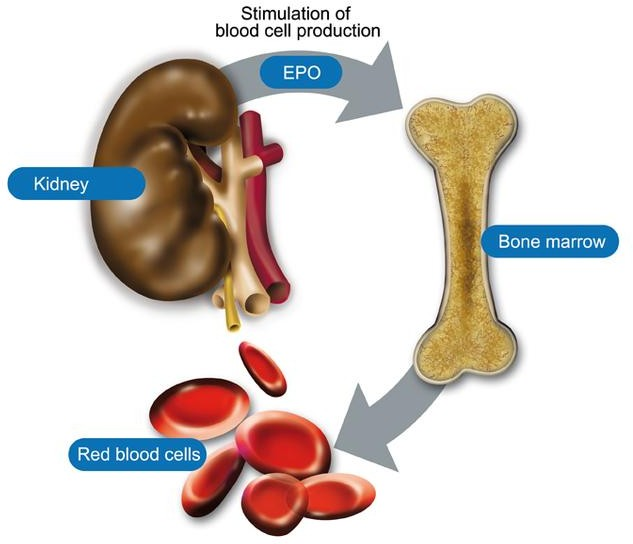 Stimulation of
blood cell production
EPO
Kidney
Bone marrow
Red blood cells